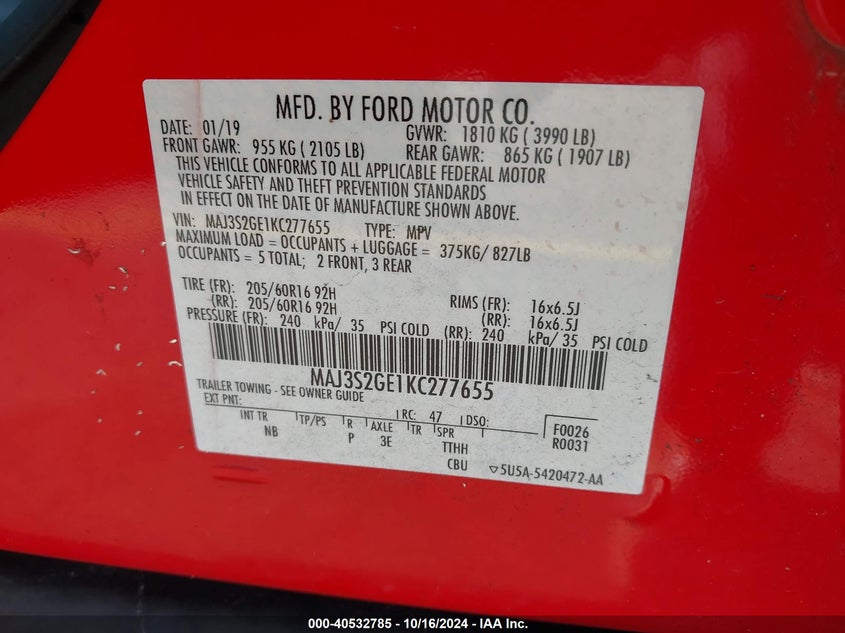 MFD. BY FORD MOTOR CO.
DATE: 01/19 GVWR: 1810 KG ( 3990 LB)
FRONT GAWR: 955 KG ( 2105 LB) REAR GAWR: 865 KG ( 1907 LB)
THIS VEHICLE CONFORMS TO ALL APPLICABLE FEDERAL MOTOR
VEHICLE SAFETY AND THEFT PREVENTION STANDARDS
IN EFFECT ON THE DATE OF MANUFACTURE SHOWN ABOVE.
VIN: MAJ3S2GE1KC277655 TYPE: MPV
MAXIMUM LOAD = OCCUPANTS + LUGGAGE = 375KG/ 827LB
OCCUPANTS = 5 TOTAL; 2 FRONT, 3 REAR
TIRE (FR): 205/60R16 92H RIMS (FR): 16x6.5J
(RR): 205/60R16 92H (RR): 16x6.5J
PRESSURE (FR): 240 kPa/ 35 PSI COLD (RR): 240 kPa/ 35 PSI COLD
MAJ3S2GE1KC277655
TRAILER TOWING - SEE OWNER GUIDE
EXT PNT: RC: 47 DSO:
INT TR TP/PS R AXLE TR SPR F0026
NB P 3E TTHH R0031
CBU 5U5A-5420472-AA
000-40532785 - 10/16/2024 - IAA Inc.